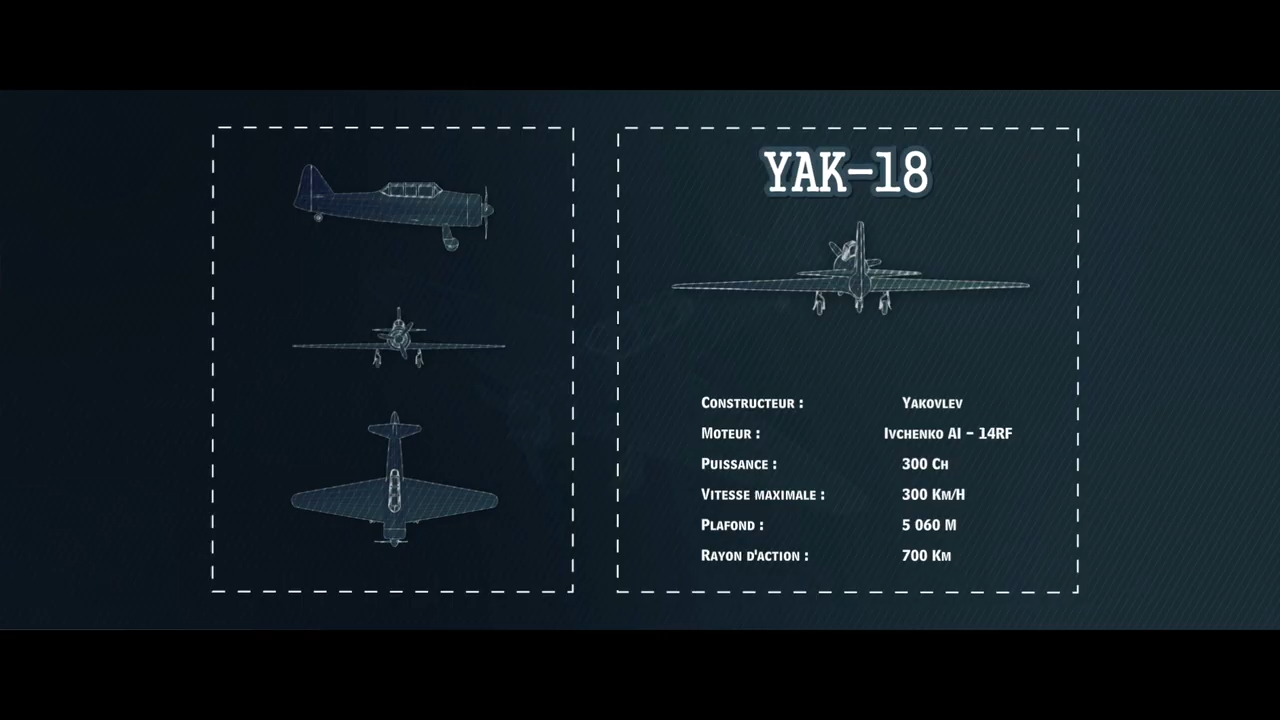 YAK-18
Constructeur : Yakovlev
Moteur : Ivchenko AI - 14RF
Puissance : 300 Ch
Vitesse maximale : 300 Km/H
Plafond : 5 060 M
Rayon d'action : 700 Km